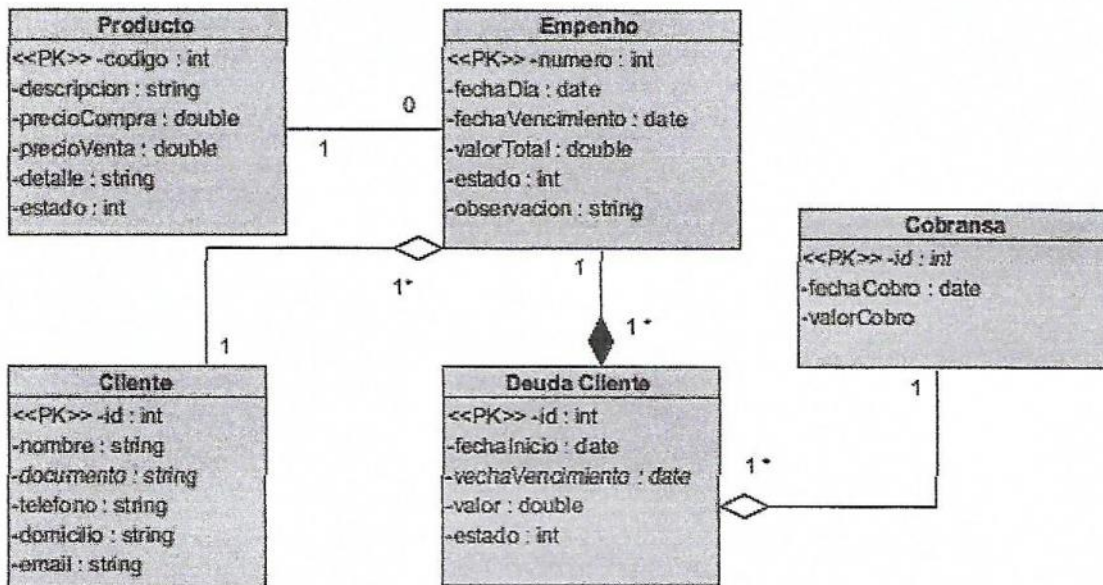 Producto
<<PK>> -codigo : int
-descripcion : string
-precioCompra : double
-precioVenta : double
-detalle : string
-estado : int
Empenho
<<PK>> -numero : int
-fechaDia : date
-fechaVencimiento : date
-valorTotal : double
-estado : int
-observacion : string
0
1
1*
1
1
1 *
Cobransa
<<PK>> -id : int
-fechaCobro : date
-valorCobro
1
1 *
Cliente
<<PK>> -id : int
-nombre : string
-documento : string
-telefono : string
-domicilio : string
-email : string
Deuda Cliente
<<PK>> -id : int
-fechaInicio : date
-vechaVencimiento : date
-valor : double
-estado : int